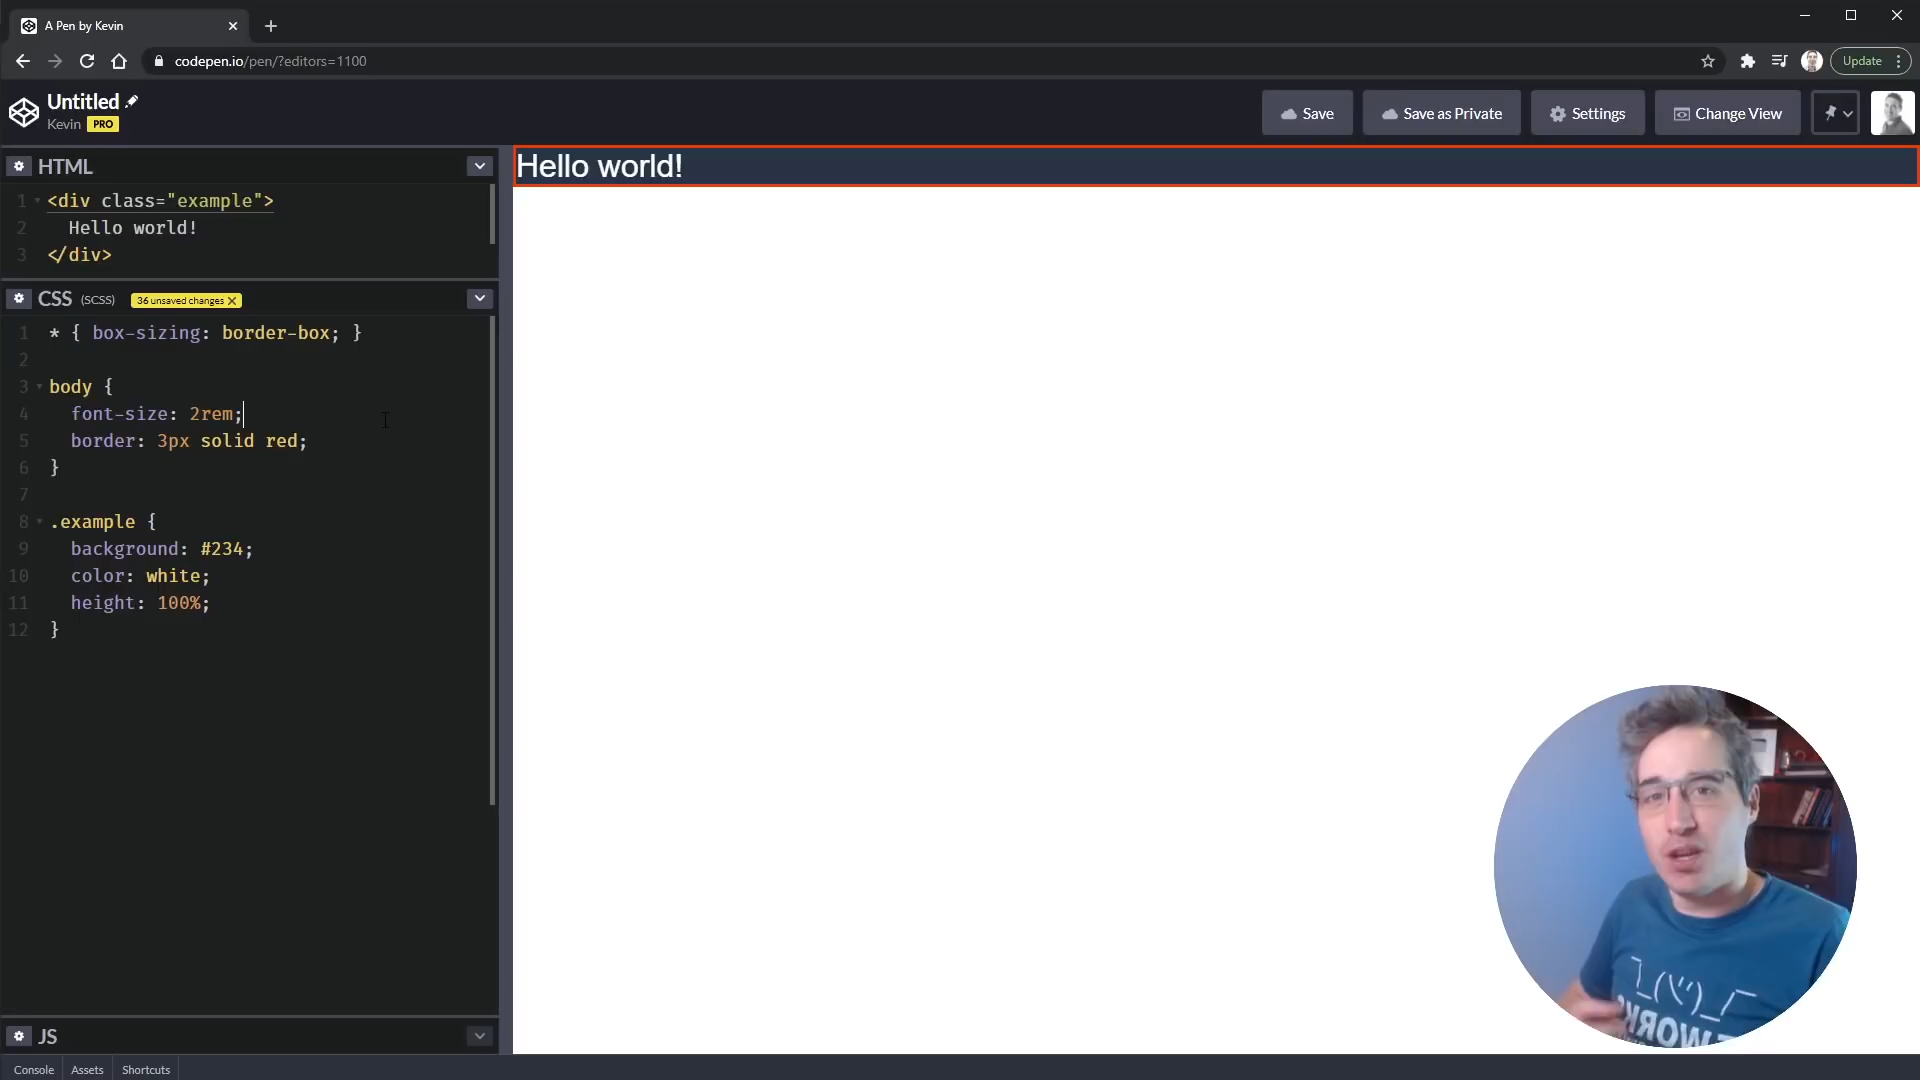 A Pen by Kevin
codepen.io/pen/?editors=1100
Update
Untitled
Kevin PRO
Save
Save as Private
Settings
Change View
HTML
1 <div class="example">
2 Hello world!
3 </div>
CSS (SCSS) 36 unsaved changes
1 * { box-sizing: border-box; }
2
3 body {
4 font-size: 2rem;
5 border: 3px solid red;
6 }
7
8 .example {
9 background: #234;
10 color: white;
11 height: 100%;
12 }
JS
Console
Assets
Shortcuts
Hello world!